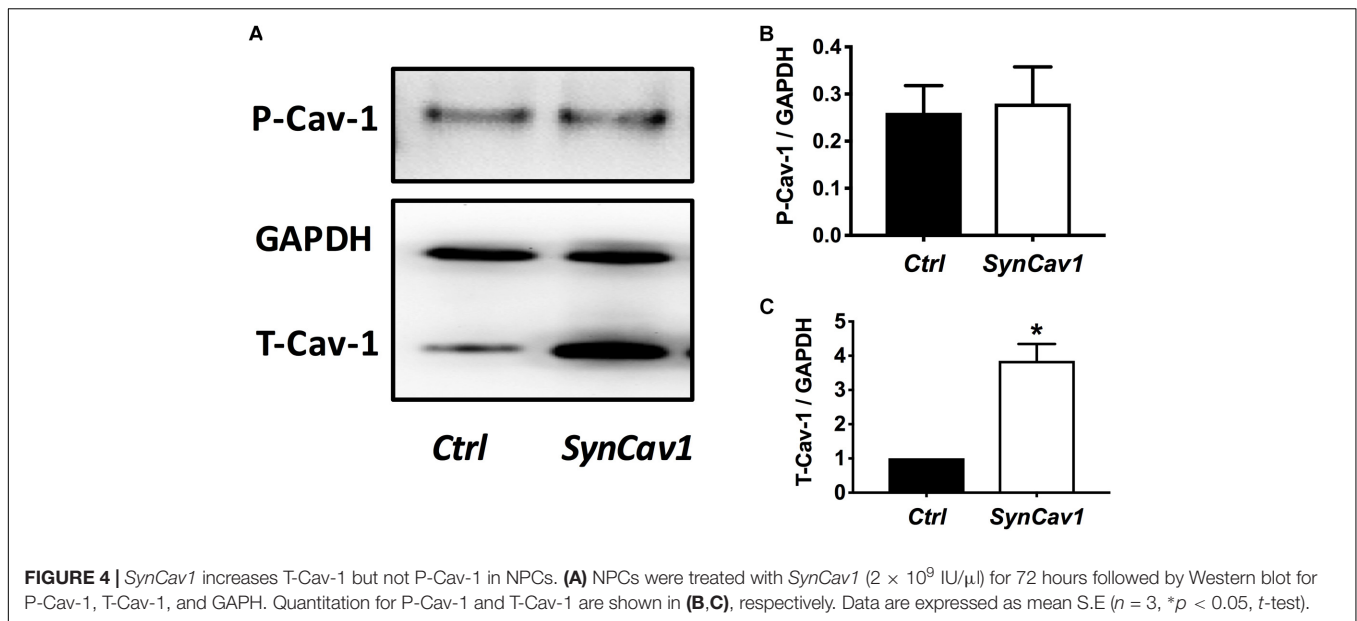 A
P-Cav-1
GAPDH
T-Cav-1
Ctrl SynCav1
B
P-Cav-1 / GAPDH
0.4
0.3
0.2
0.1
0.0
Ctrl SynCav1
C
T-Cav-1 / GAPDH
5
4
3
2
1
0
*
Ctrl SynCav1
FIGURE 4 | SynCav1 increases T-Cav-1 but not P-Cav-1 in NPCs. (A) NPCs were treated with SynCav1 (2 × 10⁹ IU/μl) for 72 hours followed by Western blot for
P-Cav-1, T-Cav-1, and GAPH. Quantitation for P-Cav-1 and T-Cav-1 are shown in (B,C), respectively. Data are expressed as mean S.E (n = 3, *p < 0.05, t-test).